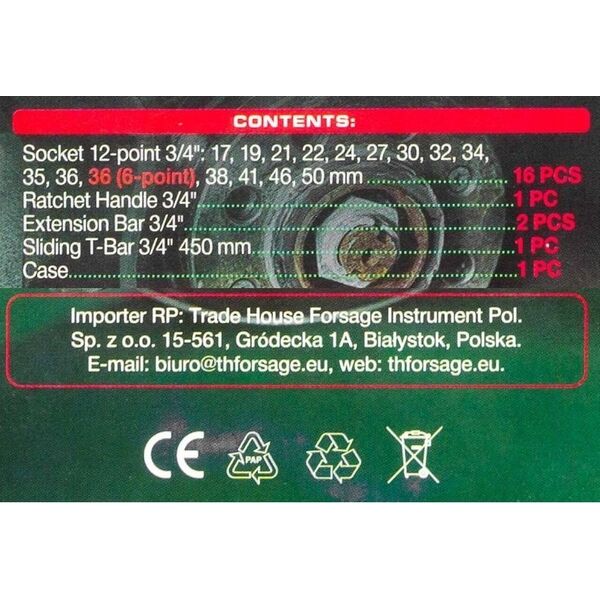 CONTENTS:
Socket 12-point 3/4": 17, 19, 21, 22, 24, 27, 30, 32, 34,
35, 36, 36 (6-point), 38, 41, 46, 50 mm ........................ 16 PCS
Ratchet Handle 3/4" ........................ 1 PC
Extension Bar 3/4" ........................ 2 PCS
Sliding T-Bar 3/4" 450 mm ........................ 1 PC
Case ........................ 1 PC
Importer RP: Trade House Forsage Instrument Pol.
Sp. z o.o. 15-561, Gródecka 1A, Białystok, Polska.
E-mail: biuro@thforsage.eu, web: thforsage.eu.
CE
PAP